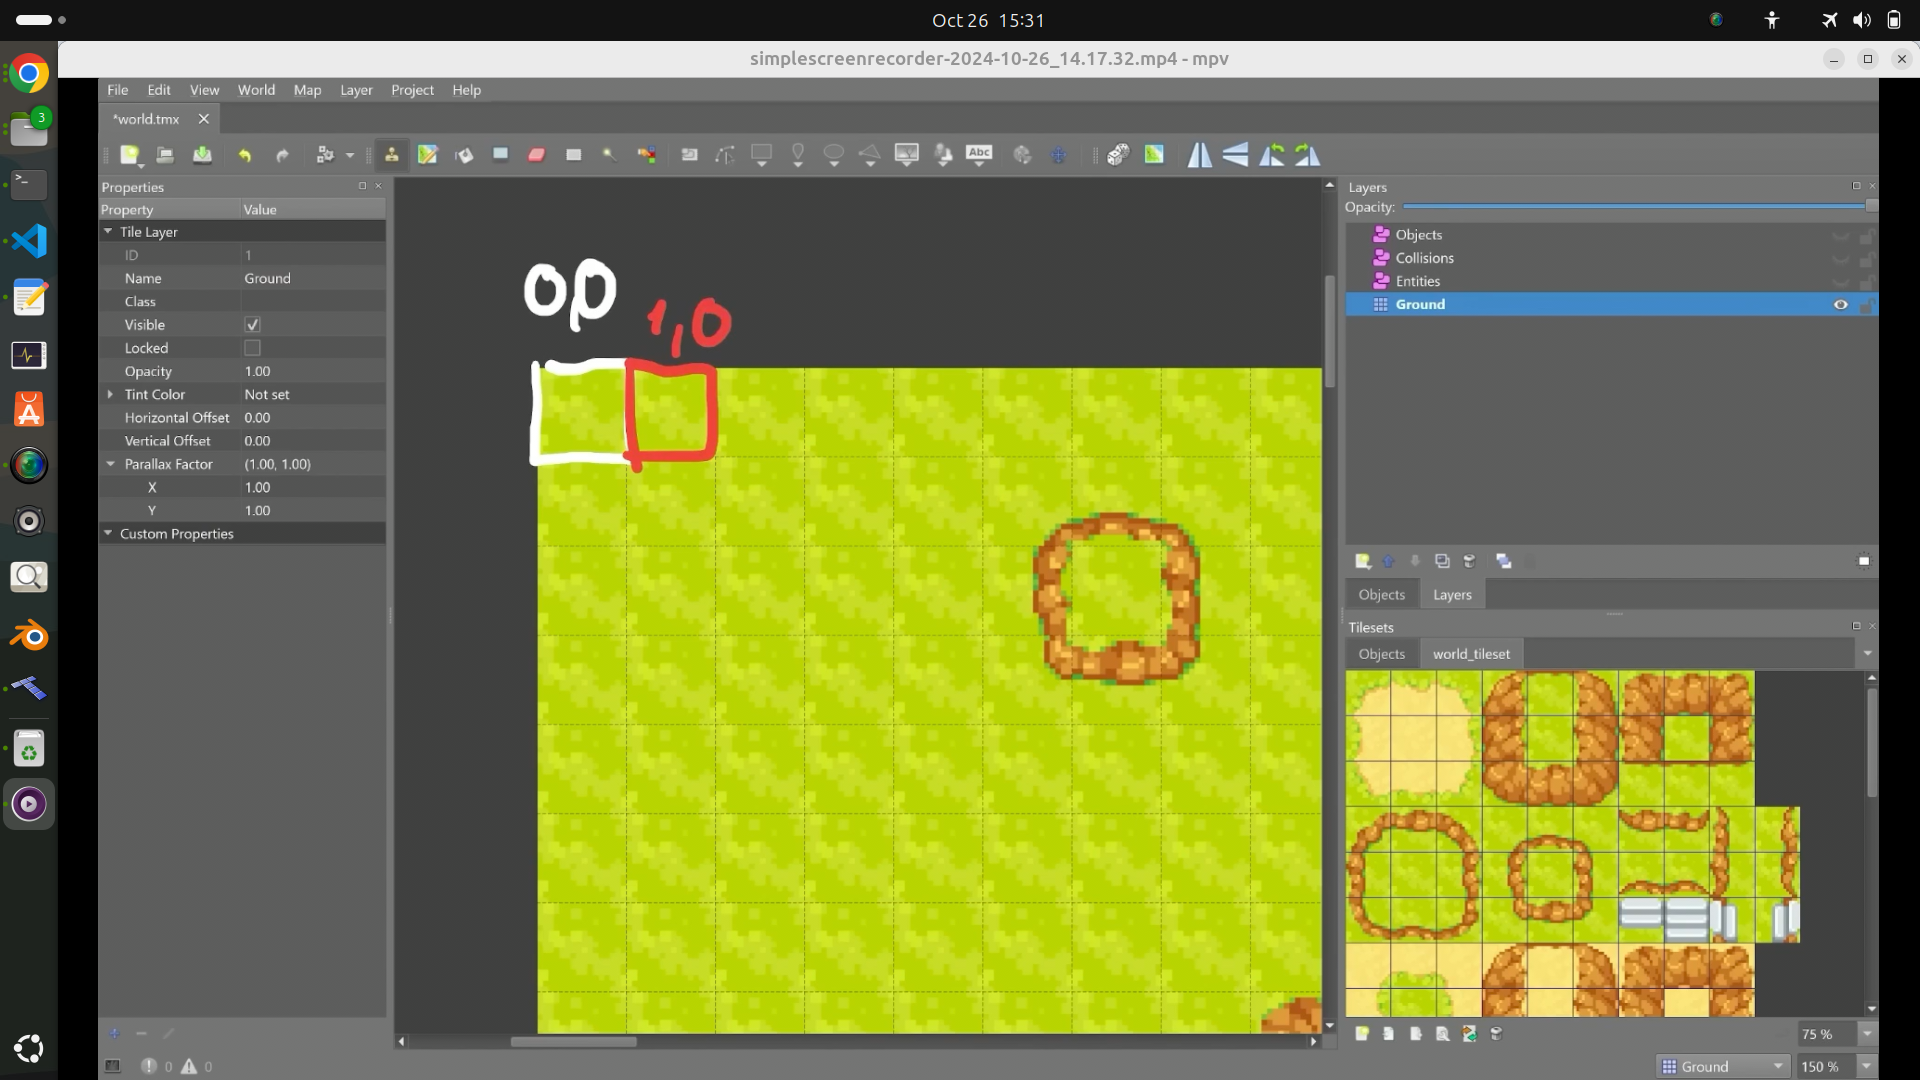 Oct 26 15:31
simplescreenrecorder-2024-10-26_14.17.32.mp4 - mpv
3
File Edit View World Map Layer Project Help
*world.tmx
Abc
Properties
Property Value
Tile Layer
ID 1
Name Ground
Class
Visible
Locked
Opacity 1.00
Tint Color Not set
Horizontal Offset 0.00
Vertical Offset 0.00
Parallax Factor (1.00, 1.00)
X 1.00
Y 1.00
Custom Properties
op
1,0
Layers
Opacity:
Objects
Collisions
Entities
Ground
Objects Layers
Tilesets
Objects world_tileset
75 %
0 0
Ground 150 %